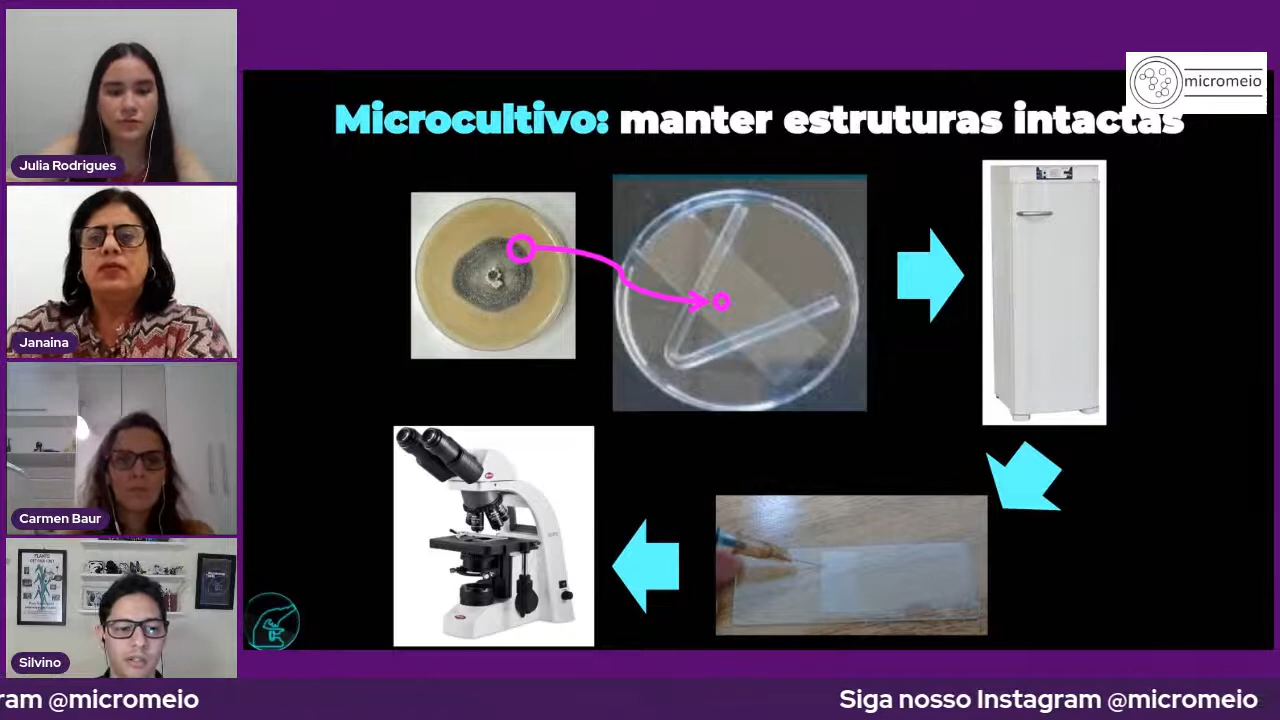 micromeio
Microcultivo: manter estruturas intactas
Julia Rodrigues
Janaina
Carmen Baur
Silvino
ram @micromeio
Siga nosso Instagram @micromeio